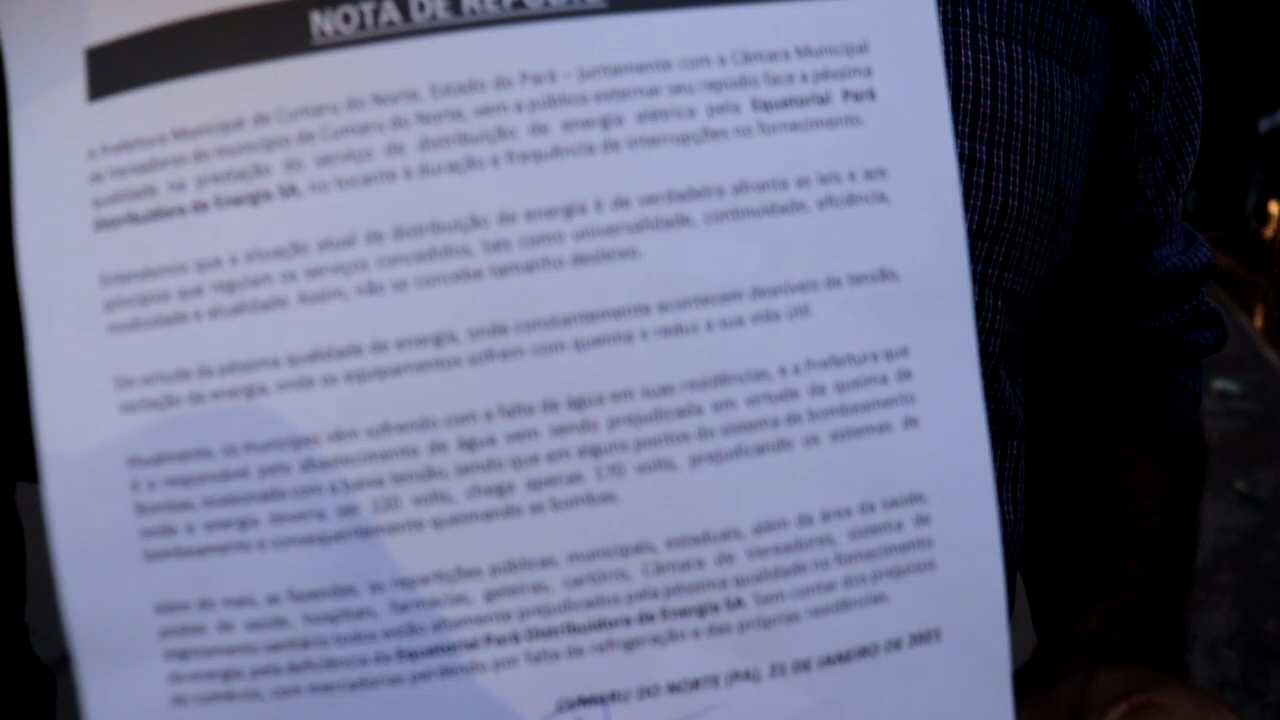 NOTA DE REPÚDIO
A Prefeitura Municipal de Cumaru do Norte, Estado do Pará – juntamente com a Câmara Municipal
de Vereadores do município de Cumaru do Norte, vem a público externar seu repúdio face a péssima
qualidade na prestação do serviço de distribuição de energia elétrica pela Equatorial Pará
Distribuidora de Energia SA, no tocante à duração e frequência de interrupções no fornecimento.
Entendemos que a situação atual de distribuição de energia é de verdadeira afronta as leis e aos
princípios que regulam os serviços concedidos, tais como universalidade, continuidade, eficiência,
modicidade e atualidade. Assim, não se concebe tamanho desleixo.
Em virtude da péssima qualidade de energia, onde constantemente acontecem desníveis de tensão,
oscilação da energia, onde os equipamentos sofrem com queima e reduz a sua vida útil.
Atualmente, os munícipes vêm sofrendo com a falta de água em suas residências, e a Prefeitura que
é a responsável pelo abastecimento de água vem sendo prejudicada em virtude da queima de
bombas, ocasionada com a baixa tensão, sendo que em alguns pontos do sistema de bombeamento
onde a energia deveria ser 220 volts, chega apenas 170 volts, prejudicando os sistemas de
bombeamento e consequentemente queimando as bombas.
Além do mais, as fazendas, as repartições públicas, municipais, estaduais, além da área da saúde,
postos de saúde, hospitais, farmácias, geleiras, cartório, Câmara de Vereadores, sistema de
esgotamento sanitário todos estão altamente prejudicados pela péssima qualidade no fornecimento
de energia, pela deficiência da Equatorial Pará Distribuidora de Energia SA. Sem contar dos prejuízos
do comércio, com mercadorias perdendo por falta de refrigeração e das próprias residências.
CUMARU DO NORTE (PA), 21 DE JANEIRO DE 2021